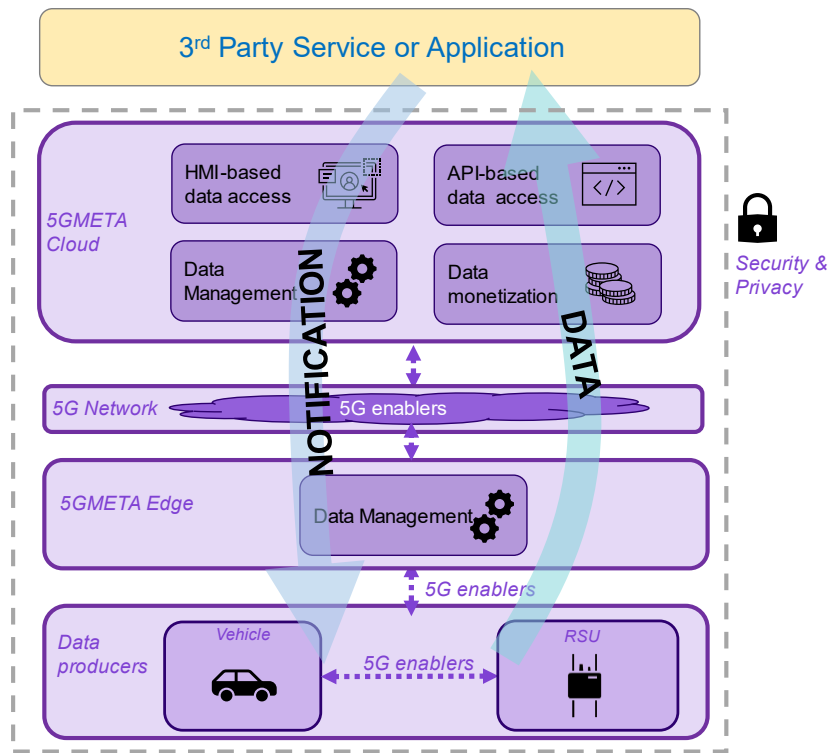 3rd Party Service or Application
HMI-based
data access
API-based
data access
</>
5GMETA
Cloud
Data
Management
Data
monetization
Security &
Privacy
NOTIFICATION
DATA
5G Network
5G enablers
5GMETA Edge
Data Management
5G enablers
Data
producers
Vehicle
5G enablers
RSU